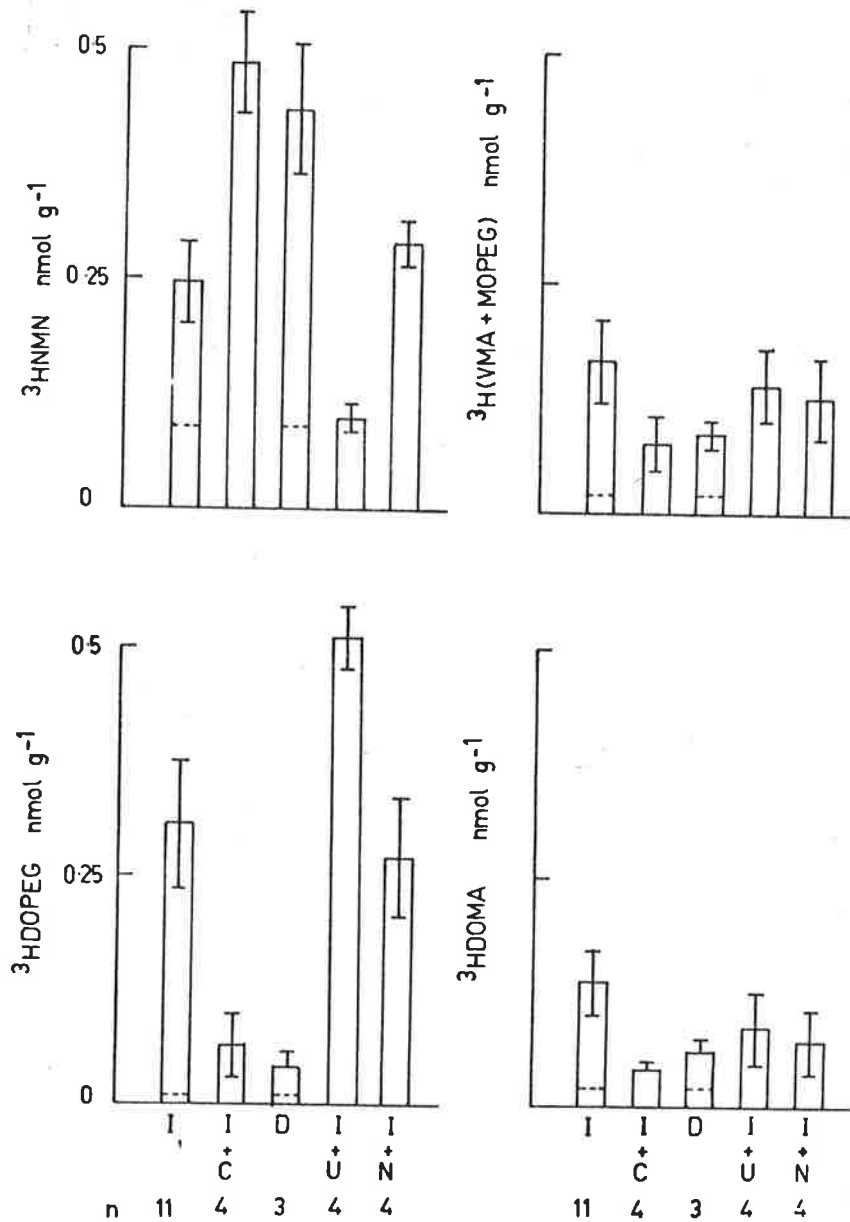 0·5
0·25
0
³HNMN nmol g⁻¹
³H(VMA + MOPEG) nmol g⁻¹
0·5
0·25
0
³HDOPEG nmol g⁻¹
³HDOMA nmol g⁻¹
I I+C D I+U I+N
I I+C D I+U I+N
n 11 4 3 4 4
11 4 3 4 4